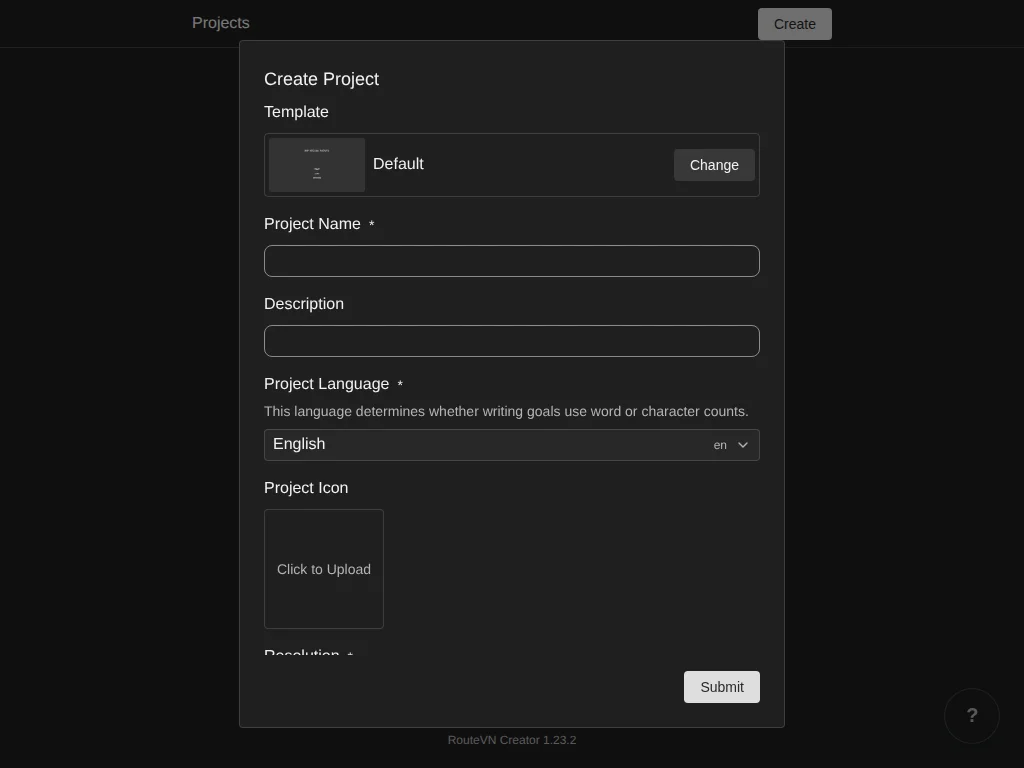 Projects
Create
Create Project
Template
Default
Change
Project Name *
Description
Project Language *
This language determines whether writing goals use word or character counts.
English
en
Project Icon
Click to Upload
Resolution *
Submit
?
RouteVN Creator 1.23.2